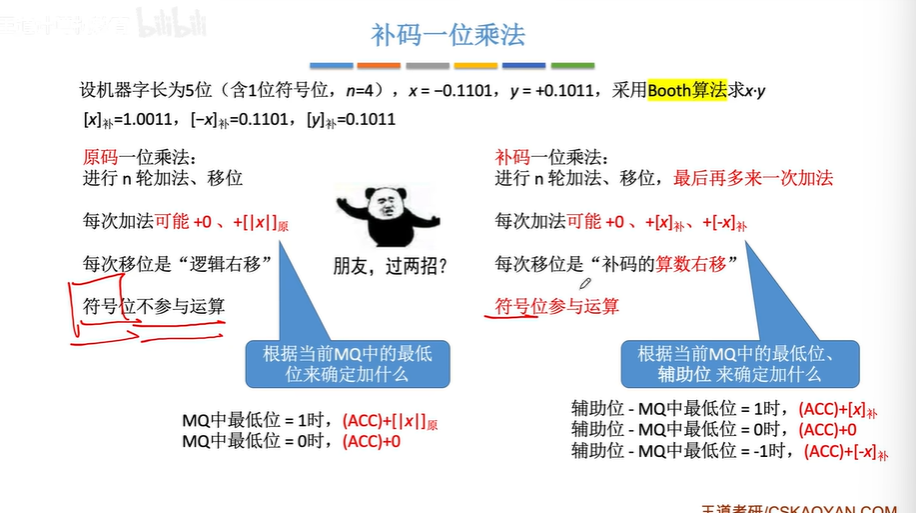 bilibili
补码一位乘法
设机器字长为5位（含1位符号位，n=4），x = −0.1101，y = +0.1011，采用Booth算法求x·y
[x]补=1.0011，[−x]补=0.1101，[y]补=0.1011
原码一位乘法：
进行 n 轮加法、移位
每次加法可能 +0 、+[|x|]原
每次移位是“逻辑右移”
符号位不参与运算
根据当前MQ中的最低
位来确定加什么
MQ中最低位 = 1时，(ACC)+[|x|]原
MQ中最低位 = 0时，(ACC)+0
朋友，过两招？
补码一位乘法：
进行 n 轮加法、移位，最后再多来一次加法
每次加法可能 +0 、+[x]补、+[-x]补
每次移位是“补码的算数右移”
符号位参与运算
根据当前MQ中的最低位、
辅助位 来确定加什么
辅助位 - MQ中最低位 = 1时，(ACC)+[x]补
辅助位 - MQ中最低位 = 0时，(ACC)+0
辅助位 - MQ中最低位 = -1时，(ACC)+[-x]补
王道考研/CSKAOYAN.COM